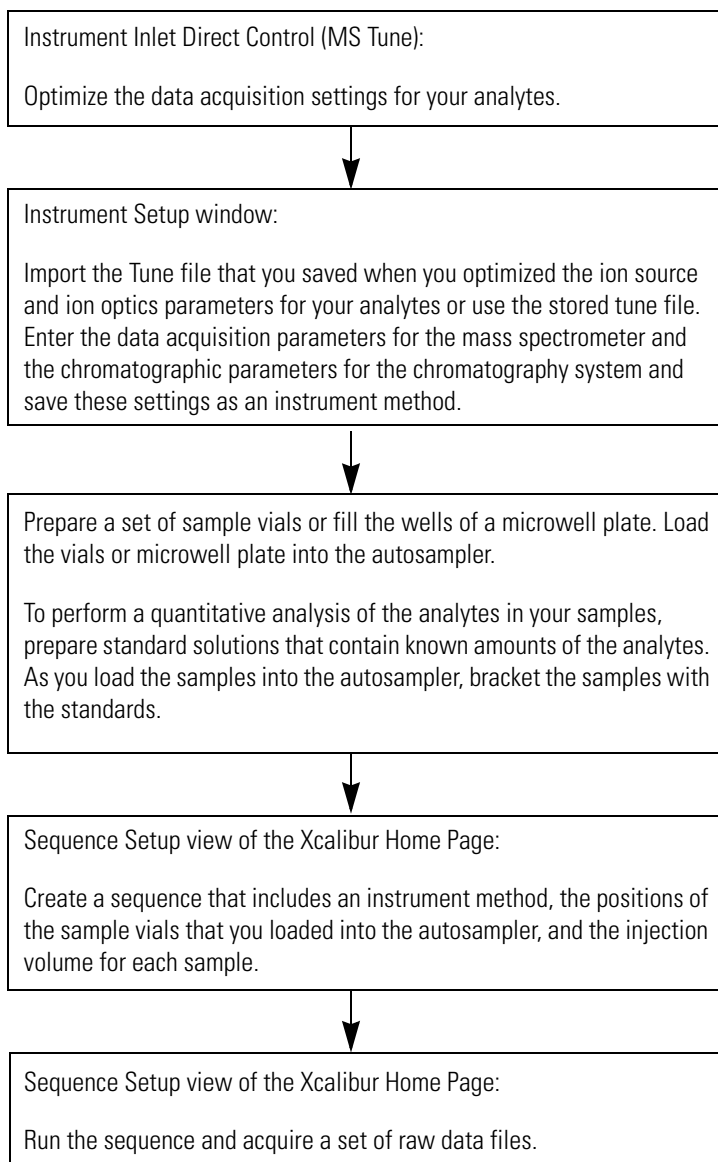 Instrument Inlet Direct Control (MS Tune):
Optimize the data acquisition settings for your analytes.
Instrument Setup window:
Import the Tune file that you saved when you optimized the ion source
and ion optics parameters for your analytes or use the stored tune file.
Enter the data acquisition parameters for the mass spectrometer and
the chromatographic parameters for the chromatography system and
save these settings as an instrument method.
Prepare a set of sample vials or fill the wells of a microwell plate. Load
the vials or microwell plate into the autosampler.
To perform a quantitative analysis of the analytes in your samples,
prepare standard solutions that contain known amounts of the analytes.
As you load the samples into the autosampler, bracket the samples with
the standards.
Sequence Setup view of the Xcalibur Home Page:
Create a sequence that includes an instrument method, the positions of
the sample vials that you loaded into the autosampler, and the injection
volume for each sample.
Sequence Setup view of the Xcalibur Home Page:
Run the sequence and acquire a set of raw data files.